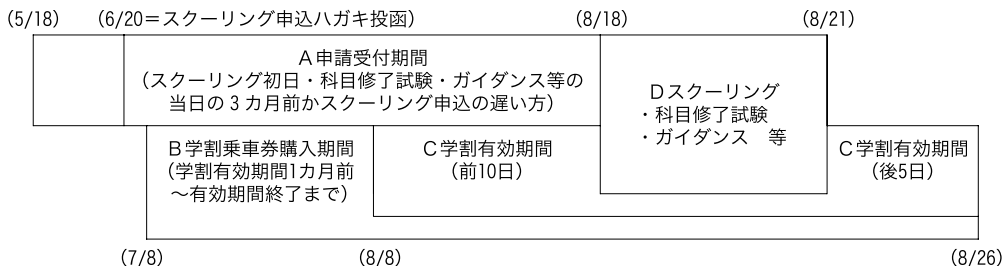 （5/18）
（6/20＝スクーリング申込ハガキ投函）
（8/18）
（8/21）
A申請受付期間
（スクーリング初日・科目修了試験・ガイダンス等の
当日の3カ月前かスクーリング申込の遅い方）
Dスクーリング
・科目修了試験
・ガイダンス　等
B学割乗車券購入期間
（学割有効期間1カ月前
～有効期間終了まで）
C学割有効期間
（前10日）
C学割有効期間
（後5日）
（7/8）
（8/8）
（8/26）